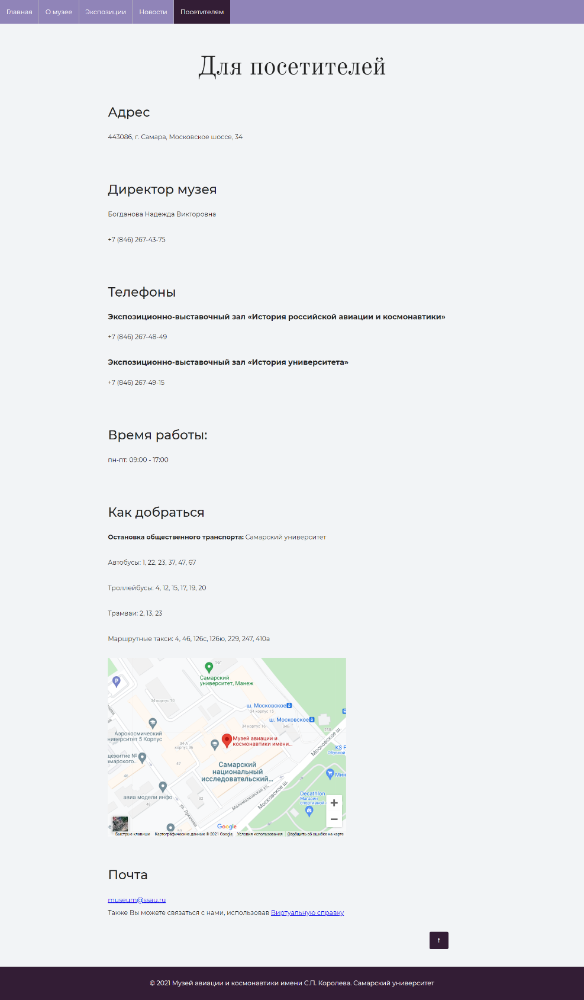 Главная
О музее
Экспозиции
Новости
Посетителям
Для посетителей
Адрес
443086, г. Самара, Московское шоссе, 34
Директор музея
Богданова Надежда Викторовна
+7 (846) 267-43-75
Телефоны
Экспозиционно-выставочный зал «История российской авиации и космонавтики»
+7 (846) 267-48-49
Экспозиционно-выставочный зал «История университета»
+7 (846) 267-49-15
Время работы:
пн-пт: 09:00 - 17:00
Как добраться
Остановка общественного транспорта: Самарский университет
Автобусы: 1, 22, 23, 37, 47, 67
Троллейбусы: 4, 12, 15, 17, 19, 20
Трамваи: 2, 13, 23
Маршрутные такси: 4, 46, 126с, 126ю, 229, 247, 410а
29Г
Самарский
университет, Манеж
P
34 корпус 10
ш. Московское
34 корпус 15
ш. Московское
34 корпус 16
34Б
25В
Аэрокосмический
университет 5 Корпус
34 А
корпус 36
Музей авиации и
космонавтики имени...
Московское ш.
KS F
Обувной
щежитие №
амарского...
47
Самарский
национальный
исследовательский...
46
Мин
авиа модели инфо
32
48
ул. Лукачева
Маломосковская ул.
Московское ш.
Decathlon
Магазин
спортивной
+
−
50
Google
Быстрые клавиши
Картографические данные © 2021 Google
Условия использования
Сообщить об ошибке на карте
Почта
museum@ssau.ru
Также Вы можете связаться с нами, использовав Виртуальную справку
↑
© 2021 Музей авиации и космонавтики имени С.П. Королева. Самарский университет